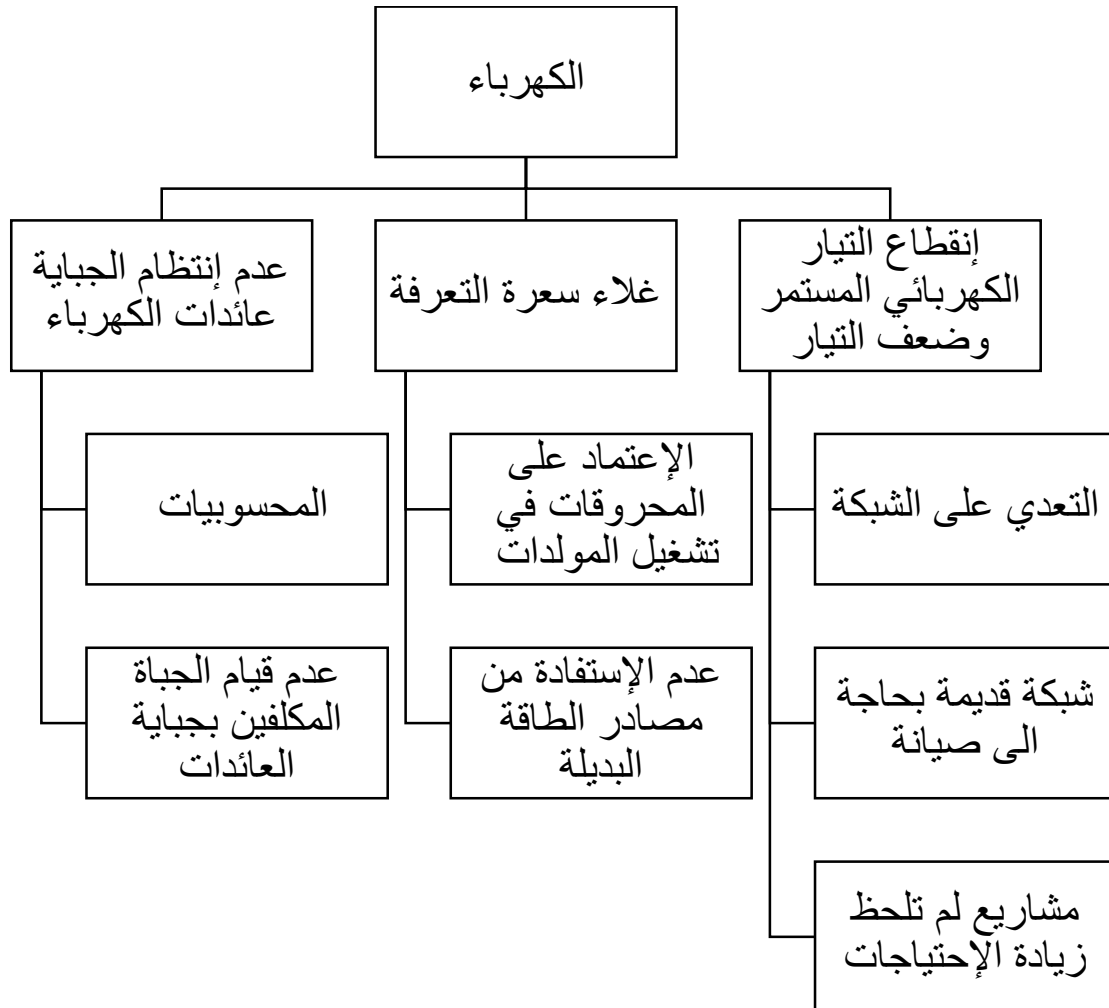 الكهرباء
إنقطاع التيار
الكهربائي المستمر
وضعف التيار
غلاء سعرة التعرفة
عدم إنتظام الجباية
عائدات الكهرباء
التعدي على الشبكة
الإعتماد على
المحروقات في
تشغيل المولدات
المحسوبيات
شبكة قديمة بحاجة
الى صيانة
عدم الإستفادة من
مصادر الطاقة
البديلة
عدم قيام الجباة
المكلفين بجباية
العائدات
مشاريع لم تلحظ
زيادة الإحتياجات